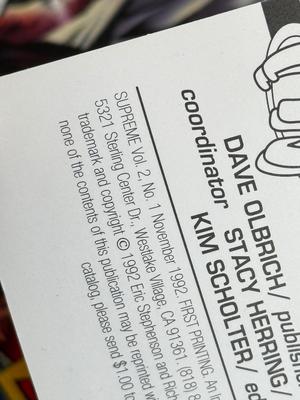 DAVE OLBRICH/ publishe
coordinator STACY HERRING/
KIM SCHOLTER/ ed
SUPREME Vol. 2, No. 1 November 1992. FIRST PRINTING. An
5321 Sterling Center Dr., Westlake Village, CA 91361, (818) 8
trademark and copyright © 1992 Eric Stephenson and Rich
none of the contents of this publication may be reprinted wi
catalog, please send $1.00 to